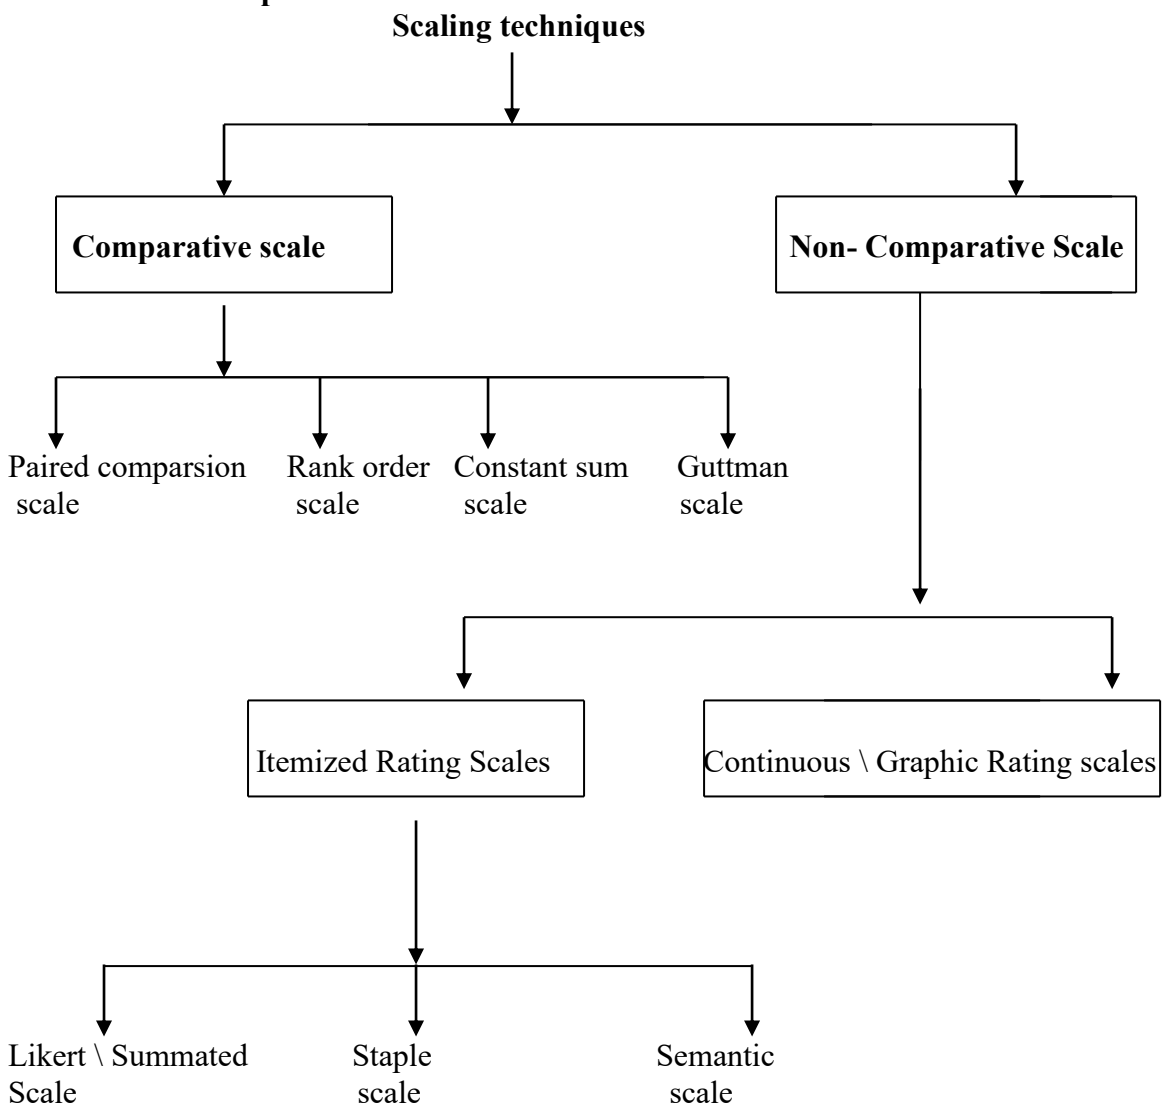 Scaling techniques
Comparative scale
Non- Comparative Scale
Paired comparsion
scale
Rank order
scale
Constant sum
scale
Guttman
scale
Itemized Rating Scales
Continuous \ Graphic Rating scales
Likert \ Summated
Scale
Staple
scale
Semantic
scale